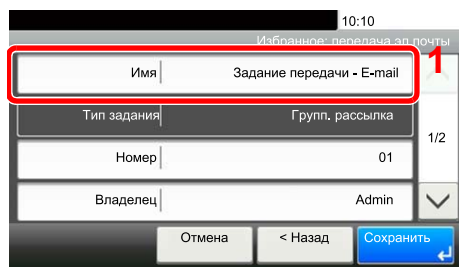 10:10
Избранное: передача эл почты
1
Имя Задание передачи - E-mail
Тип задания Групп. рассылка
1/2
Номер 01
Владелец Admin
Отмена < Назад Сохранить